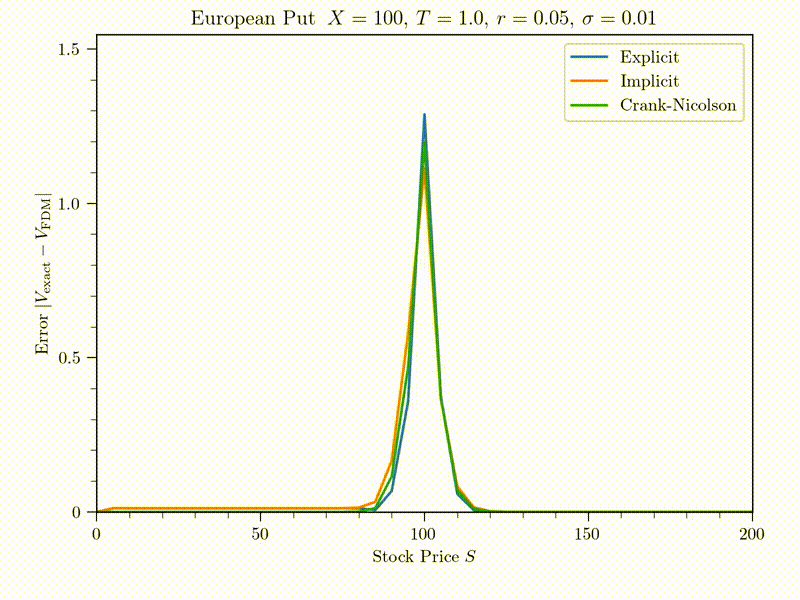 European Put X = 100, T = 1.0, r = 0.05, σ = 0.01
Explicit
Implicit
Crank-Nicolson
Error |V_exact − V_FDM|
1.5
1.0
0.5
0
0 50 100 150 200
Stock Price S